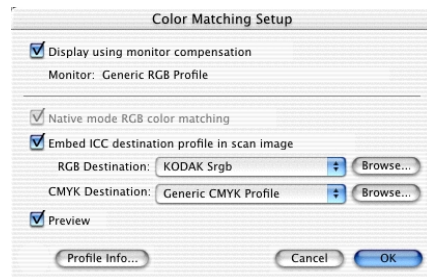 Color Matching Setup
Display using monitor compensation
Monitor: Generic RGB Profile
Native mode RGB color matching
Embed ICC destination profile in scan image
RGB Destination: KODAK Srgb Browse...
CMYK Destination: Generic CMYK Profile Browse...
Preview
Profile Info... Cancel OK